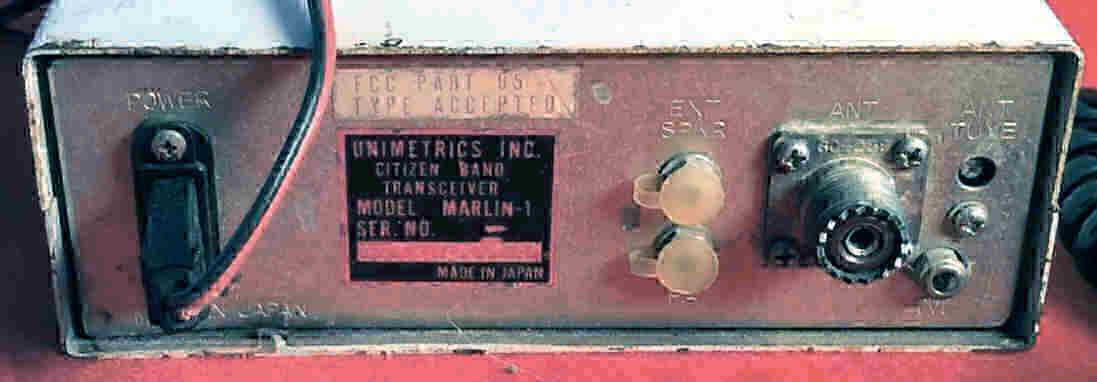 POWER
FCC PART 95
TYPE ACCEPTED
UNIMETRICS INC.
CITIZEN BAND
TRANSCEIVER
MODEL MARLIN-1
SER. NO.
MADE IN JAPAN
JAPAN
EXT
SPKR
ANT
ANT
TUNE